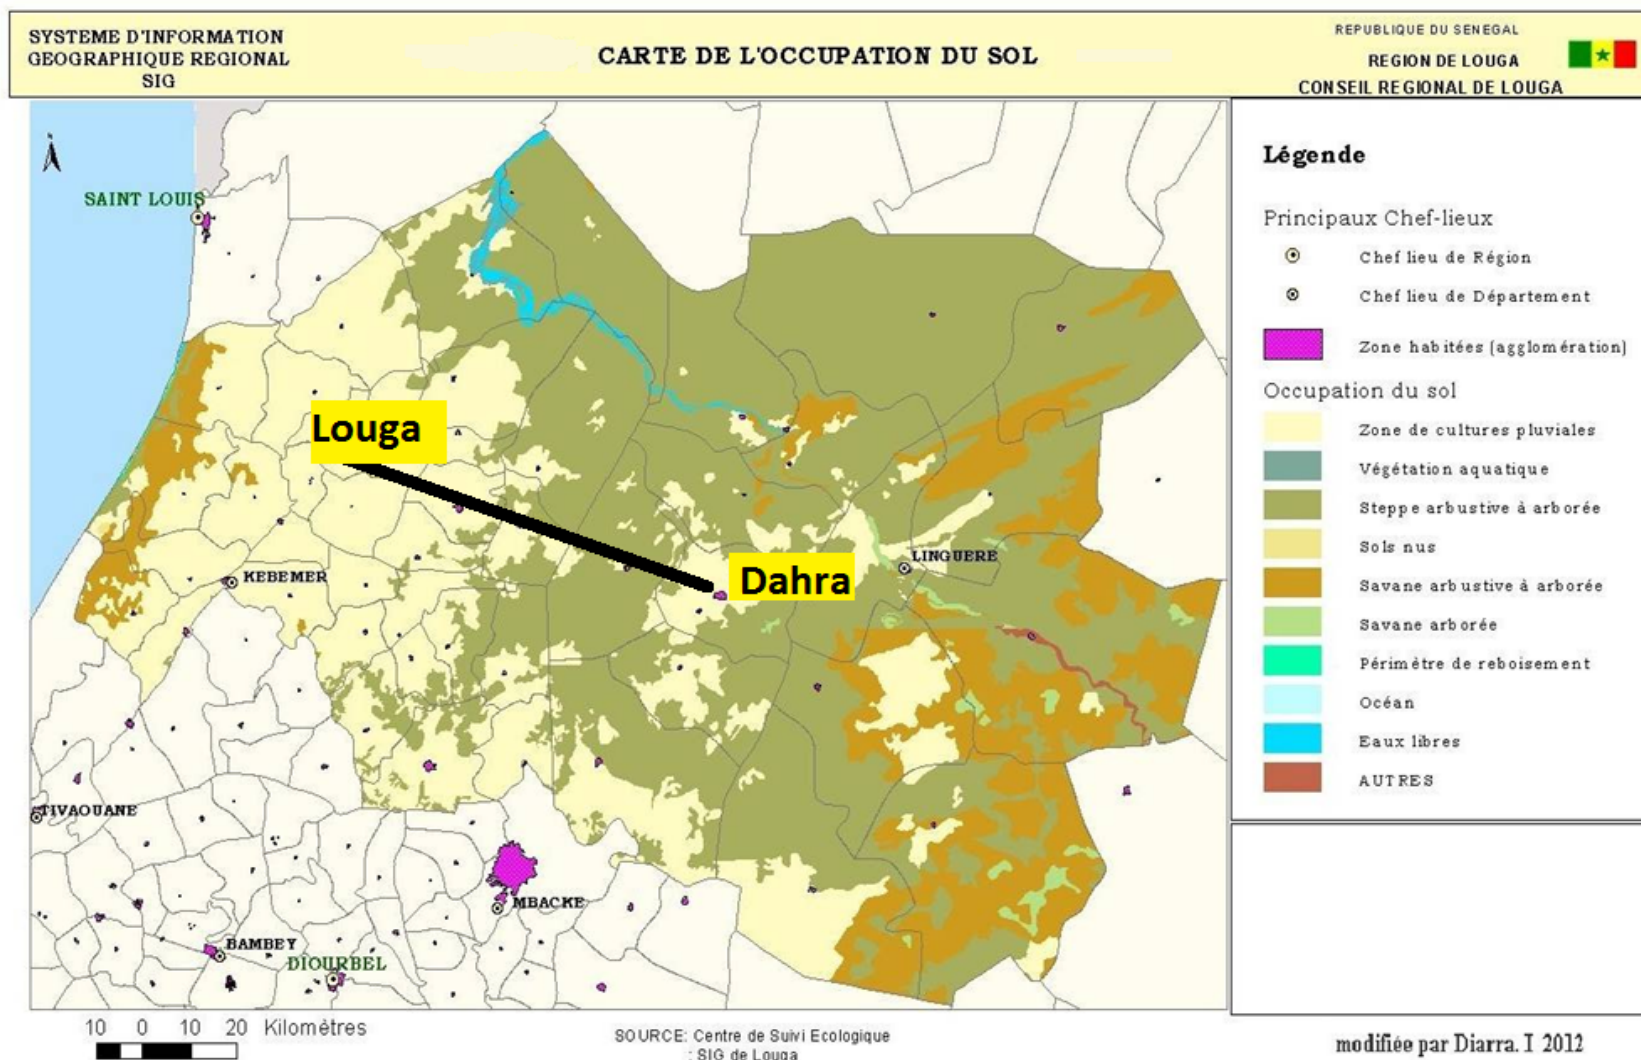 SYSTEME D'INFORMATION
GEOGRAPHIQUE REGIONAL
SIG
CARTE DE L'OCCUPATION DU SOL
REPUBLIQUE DU SENEGAL
REGION DE LOUGA
CONSEIL REGIONAL DE LOUGA
N
SAINT LOUIS
Louga
Dahra
LINGUERE
KEBEMER
TIVAOUANE
MBACKE
BAMBEY
DIOURBEL
Légende
Principaux Chef-lieux
Chef lieu de Région
Chef lieu de Département
Zone habitées (agglomération)
Occupation du sol
Zone de cultures pluviales
Végétation aquatique
Steppe arbustive à arborée
Sols nus
Savane arbustive à arborée
Savane arborée
Périmètre de reboisement
Océan
Eaux libres
AUTRES
10 0 10 20 Kilomètres
SOURCE: Centre de Suivi Ecologique
: SIG de Louga
modifiée par Diarra. I 2012